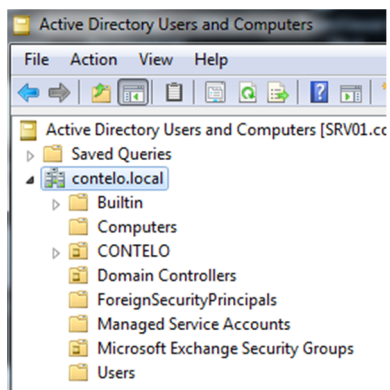 Active Directory Users and Computers
File Action View Help
Active Directory Users and Computers [SRV01.co
Saved Queries
contelo.local
Builtin
Computers
CONTELO
Domain Controllers
ForeignSecurityPrincipals
Managed Service Accounts
Microsoft Exchange Security Groups
Users